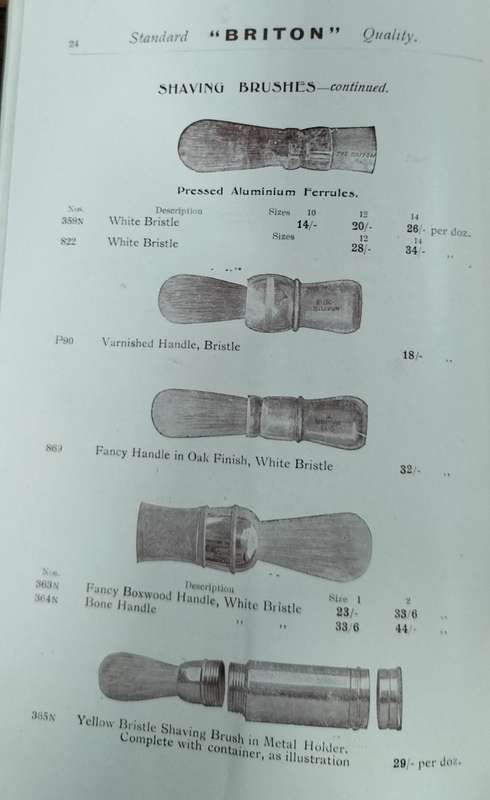 24 Standard "BRITON" Quality.
SHAVING BRUSHES—continued.
Pressed Aluminium Ferrules.
Nos. Description Sizes 10 12 14
359N White Bristle 14/- 20/- 26/- per doz.
822 White Bristle Sizes 12 14
28/- 34/- ,,
P90 Varnished Handle, Bristle 18/- ,,
869 Fancy Handle in Oak Finish, White Bristle 32/- ,,
Nos. Description Size 1 2
363N Fancy Boxwood Handle, White Bristle 23/- 33/6 ,,
364N Bone Handle ,, ,, 33/6 44/- ,,
365N Yellow Bristle Shaving Brush in Metal Holder.
Complete with container, as illustration 29/- per doz.